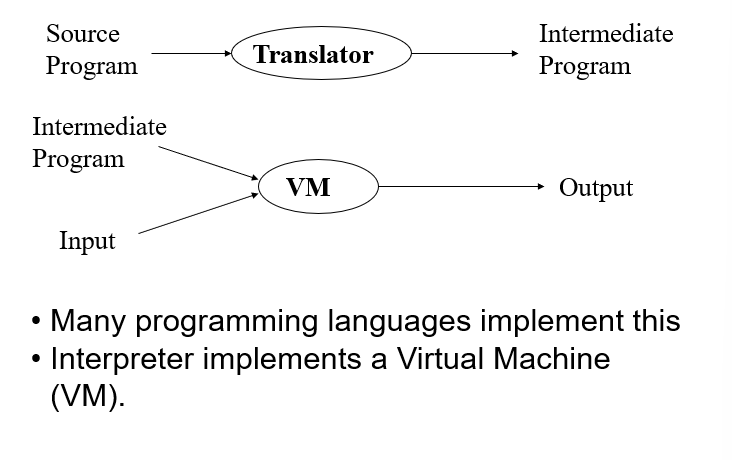 Source
Program
Translator
Intermediate
Program
Intermediate
Program
Input
VM
Output
• Many programming languages implement this
• Interpreter implements a Virtual Machine
(VM).